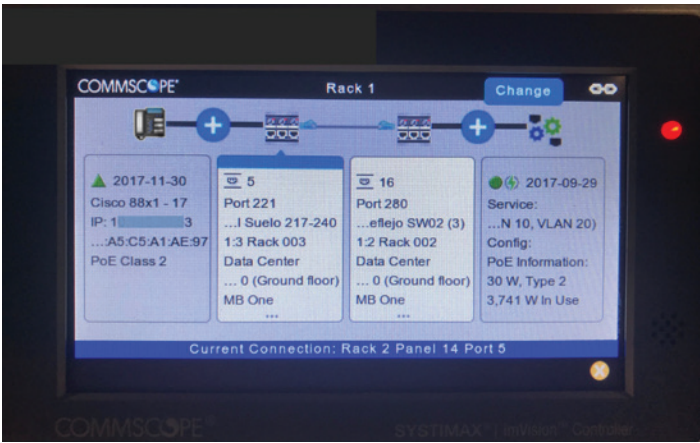 COMMSCOPE®
Rack 1
Change
2017-11-30
Cisco 88x1 - 17
IP: 1 3
...:A5:C5:A1:AE:97
PoE Class 2
5
Port 221
...l Suelo 217-240
1:3 Rack 003
Data Center
... 0 (Ground floor)
MB One
...
16
Port 280
...eflejo SW02 (3)
1:2 Rack 002
Data Center
... 0 (Ground floor)
MB One
...
2017-09-29
Service:
...N 10, VLAN 20)
Config:
PoE Information:
30 W, Type 2
3,741 W In Use
Current Connection: Rack 2 Panel 14 Port 5
COMMSCOPE®
SYSTIMAX® | imVision™ Controller